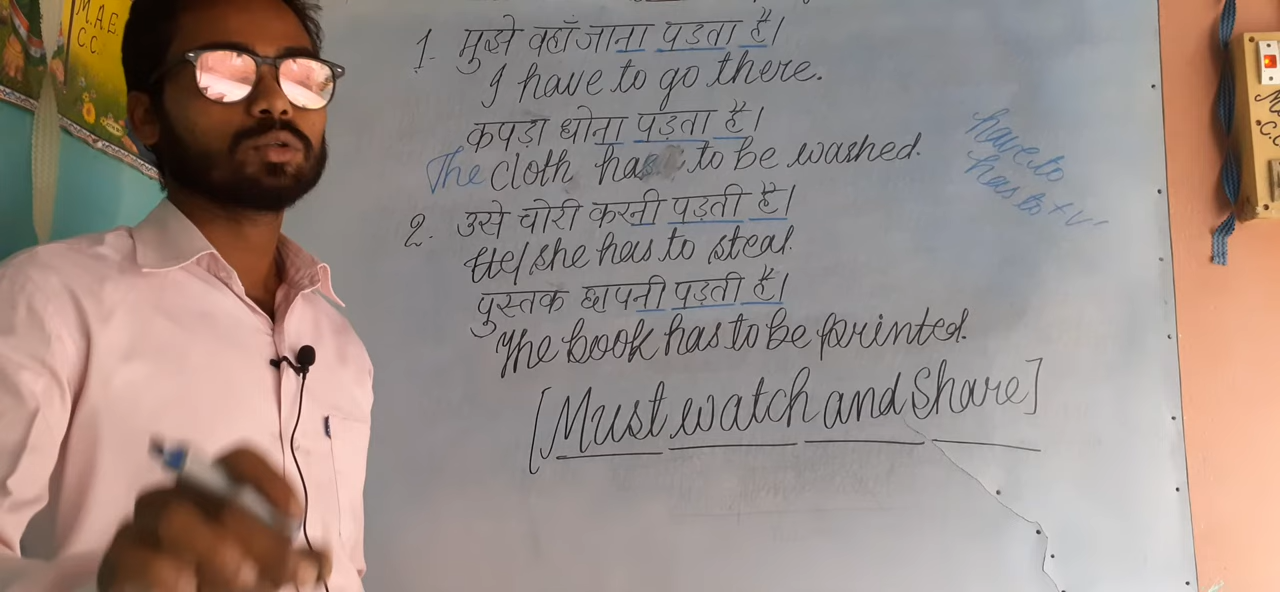 M.A.E.
C.C.
1. मुझे वहाँ जाना पड़ता है।
I have to go there.
कपड़ा धोना पड़ता है।
The cloth has to be washed.
2. उसे चोरी करनी पड़ती है।
He/she has to steal.
पुस्तक छापनी पड़ती है।
The book has to be printed.
[Must watch and Share]
have to
has to + V¹